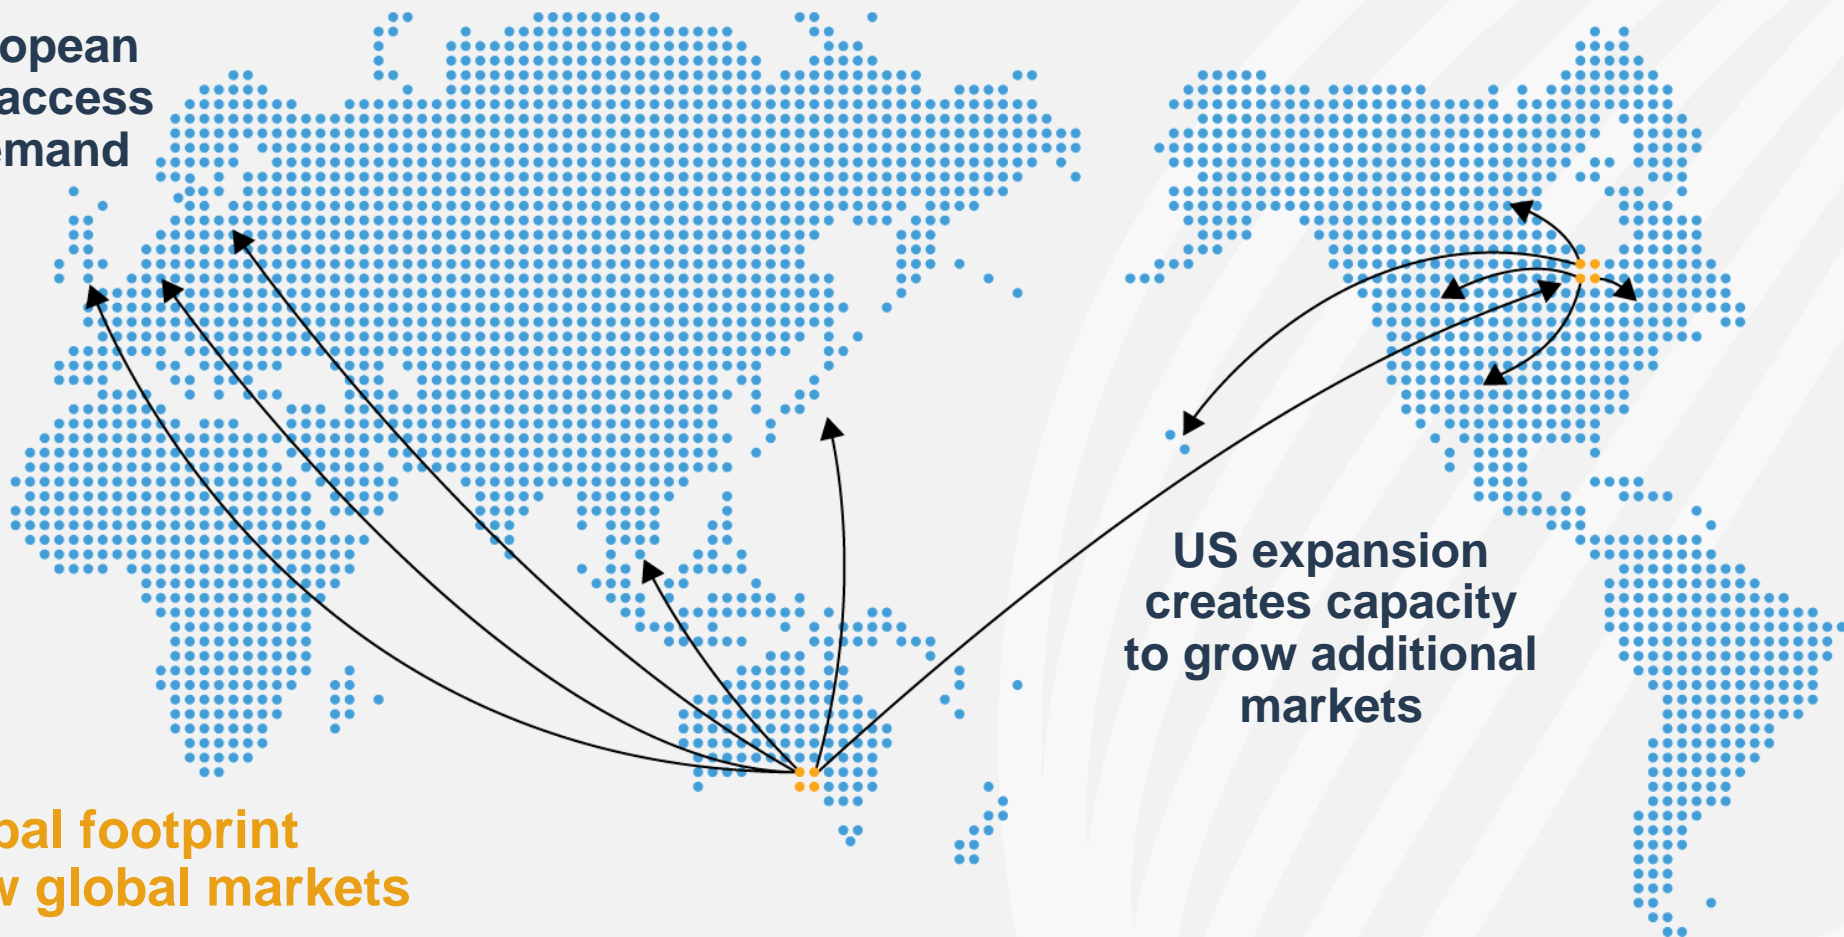 opean
access
emand
US expansion
creates capacity
to grow additional
markets
bal footprint
w global markets